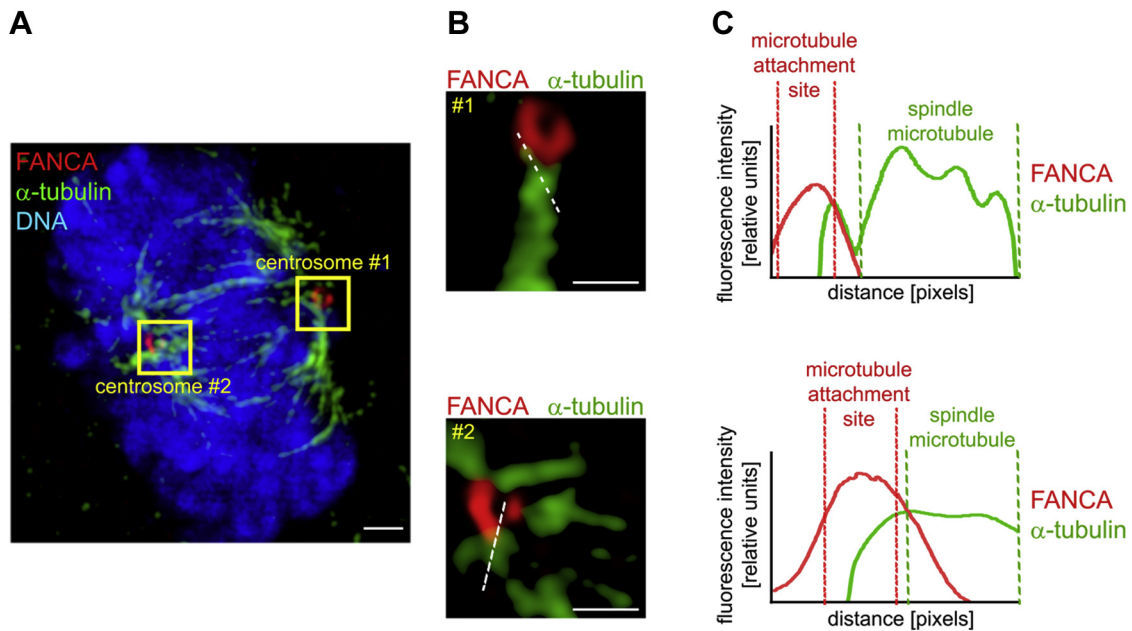 A
FANCA
α-tubulin
DNA
centrosome #1
centrosome #2
B
FANCA α-tubulin
#1
FANCA α-tubulin
#2
C
microtubule
attachment
site
spindle
microtubule
fluorescence intensity
[relative units]
distance [pixels]
FANCA
α-tubulin
microtubule
attachment
site
spindle
microtubule
fluorescence intensity
[relative units]
distance [pixels]
FANCA
α-tubulin